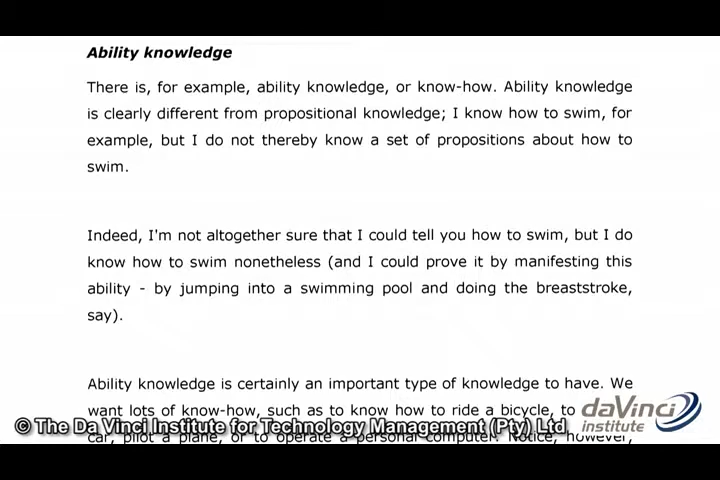 Ability knowledge
There is, for example, ability knowledge, or know-how. Ability knowledge
is clearly different from propositional knowledge; I know how to swim, for
example, but I do not thereby know a set of propositions about how to
swim.
Indeed, I'm not altogether sure that I could tell you how to swim, but I do
know how to swim nonetheless (and I could prove it by manifesting this
ability - by jumping into a swimming pool and doing the breaststroke,
say).
Ability knowledge is certainly an important type of knowledge to have. We
want lots of know-how, such as to know how to ride a bicycle, to
car, pilot a plane, or to operate a personal computer. Notice, however,
© The Da Vinci Institute for Technology Management (Pty) Ltd
daVinci
institute